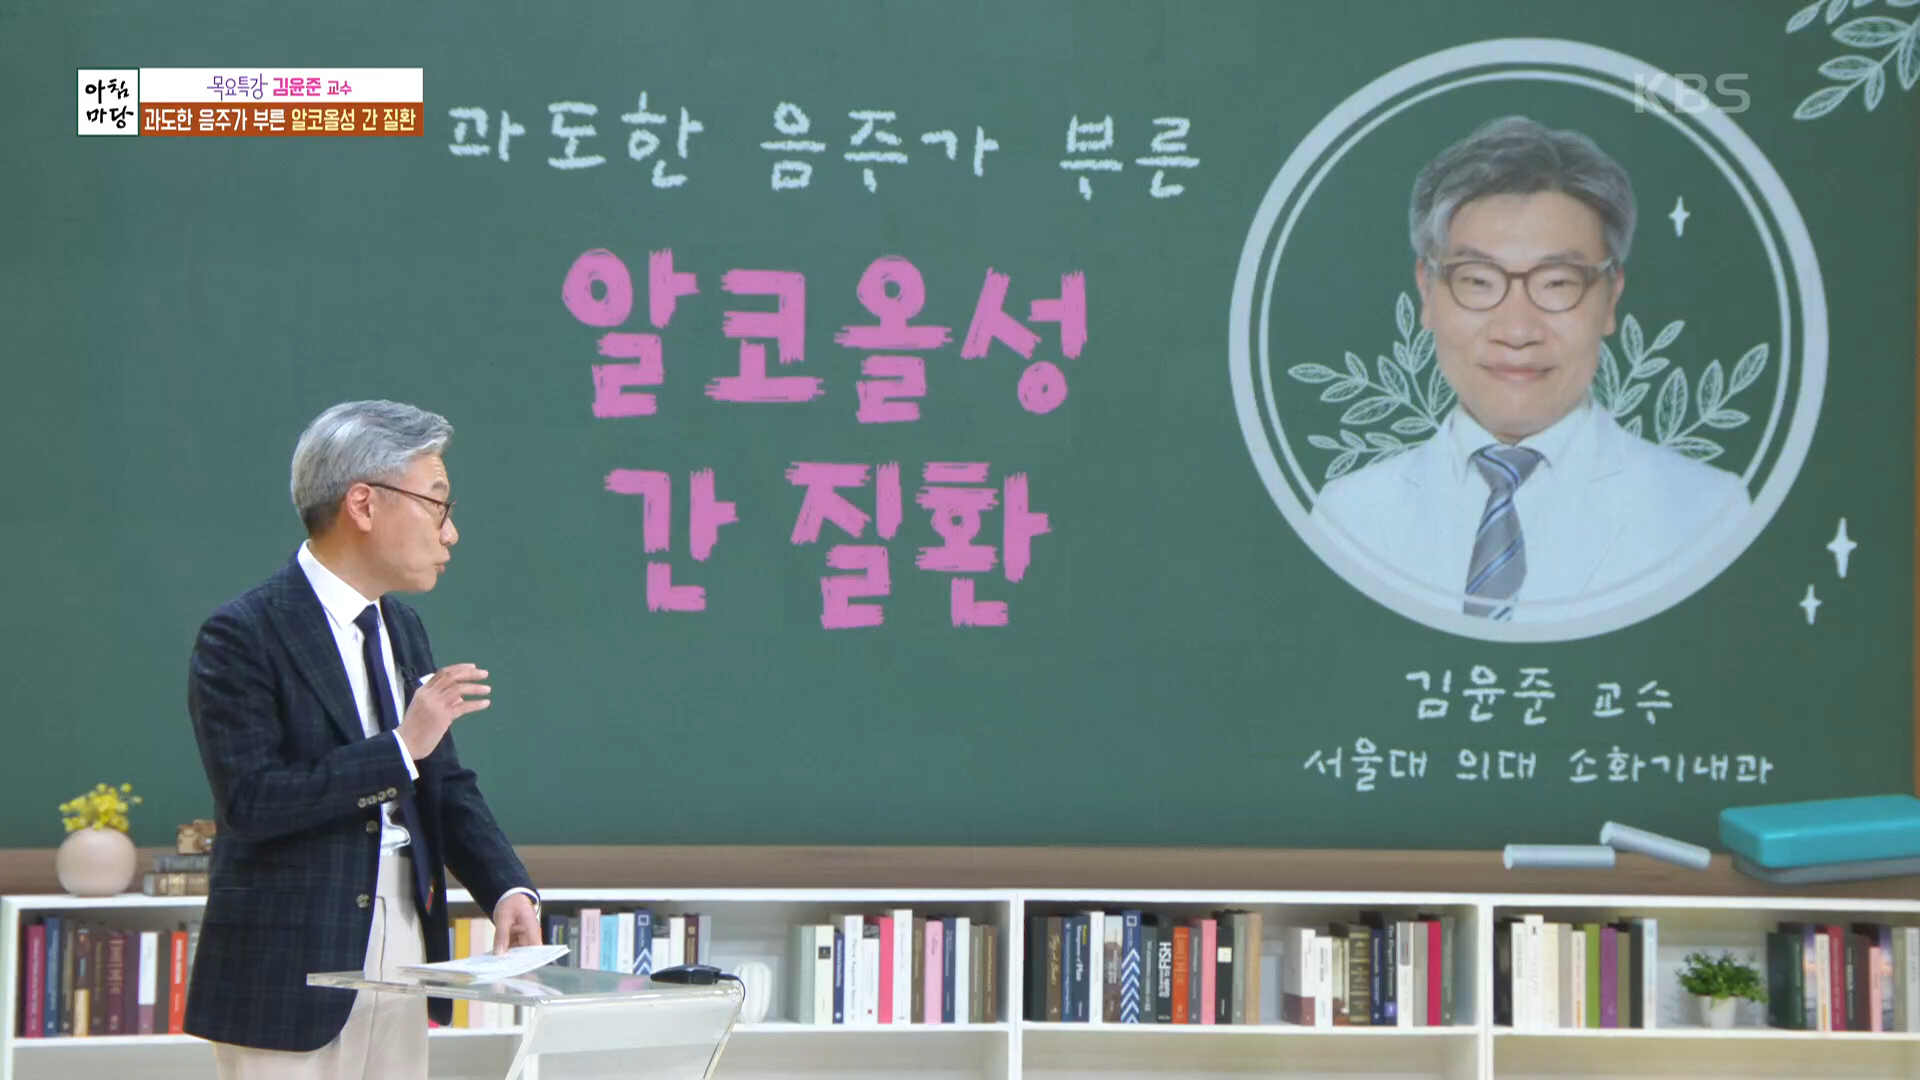 아침
마당
목요특강 김윤준 교수
과도한 음주가 부른 알코올성 간 질환
KBS
과도한 음주가 부른
알코올성
간 질환
김윤준 교수
서울대 의대 소화기내과